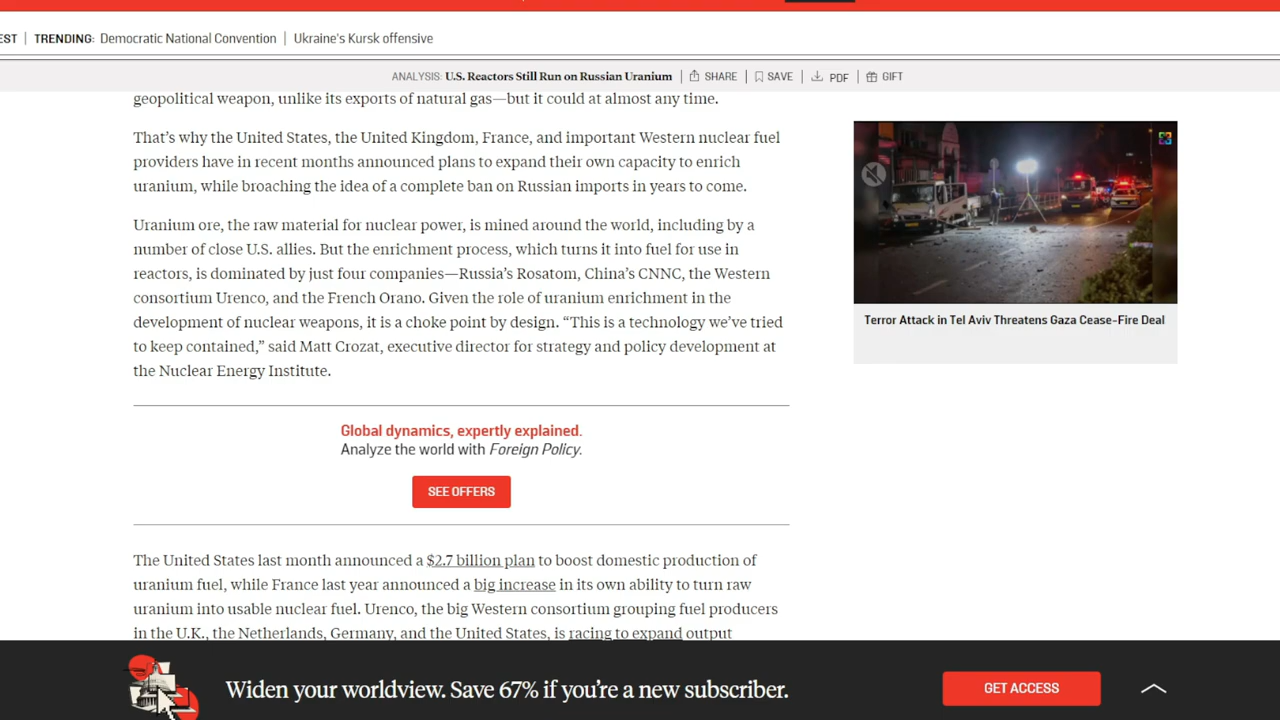 EST | TRENDING: Democratic National Convention | Ukraine's Kursk offensive
ANALYSIS: U.S. Reactors Still Run on Russian Uranium | SHARE | SAVE | PDF | GIFT
geopolitical weapon, unlike its exports of natural gas—but it could at almost any time.
That's why the United States, the United Kingdom, France, and important Western nuclear fuel
providers have in recent months announced plans to expand their own capacity to enrich
uranium, while broaching the idea of a complete ban on Russian imports in years to come.
Uranium ore, the raw material for nuclear power, is mined around the world, including by a
number of close U.S. allies. But the enrichment process, which turns it into fuel for use in
reactors, is dominated by just four companies—Russia's Rosatom, China's CNNC, the Western
consortium Urenco, and the French Orano. Given the role of uranium enrichment in the
development of nuclear weapons, it is a choke point by design. “This is a technology we've tried
to keep contained,” said Matt Crozat, executive director for strategy and policy development at
the Nuclear Energy Institute.
Terror Attack in Tel Aviv Threatens Gaza Cease-Fire Deal
Global dynamics, expertly explained.
Analyze the world with Foreign Policy.
SEE OFFERS
The United States last month announced a $2.7 billion plan to boost domestic production of
uranium fuel, while France last year announced a big increase in its own ability to turn raw
uranium into usable nuclear fuel. Urenco, the big Western consortium grouping fuel producers
in the U.K., the Netherlands, Germany, and the United States, is racing to expand output
Widen your worldview. Save 67% if you're a new subscriber.
GET ACCESS